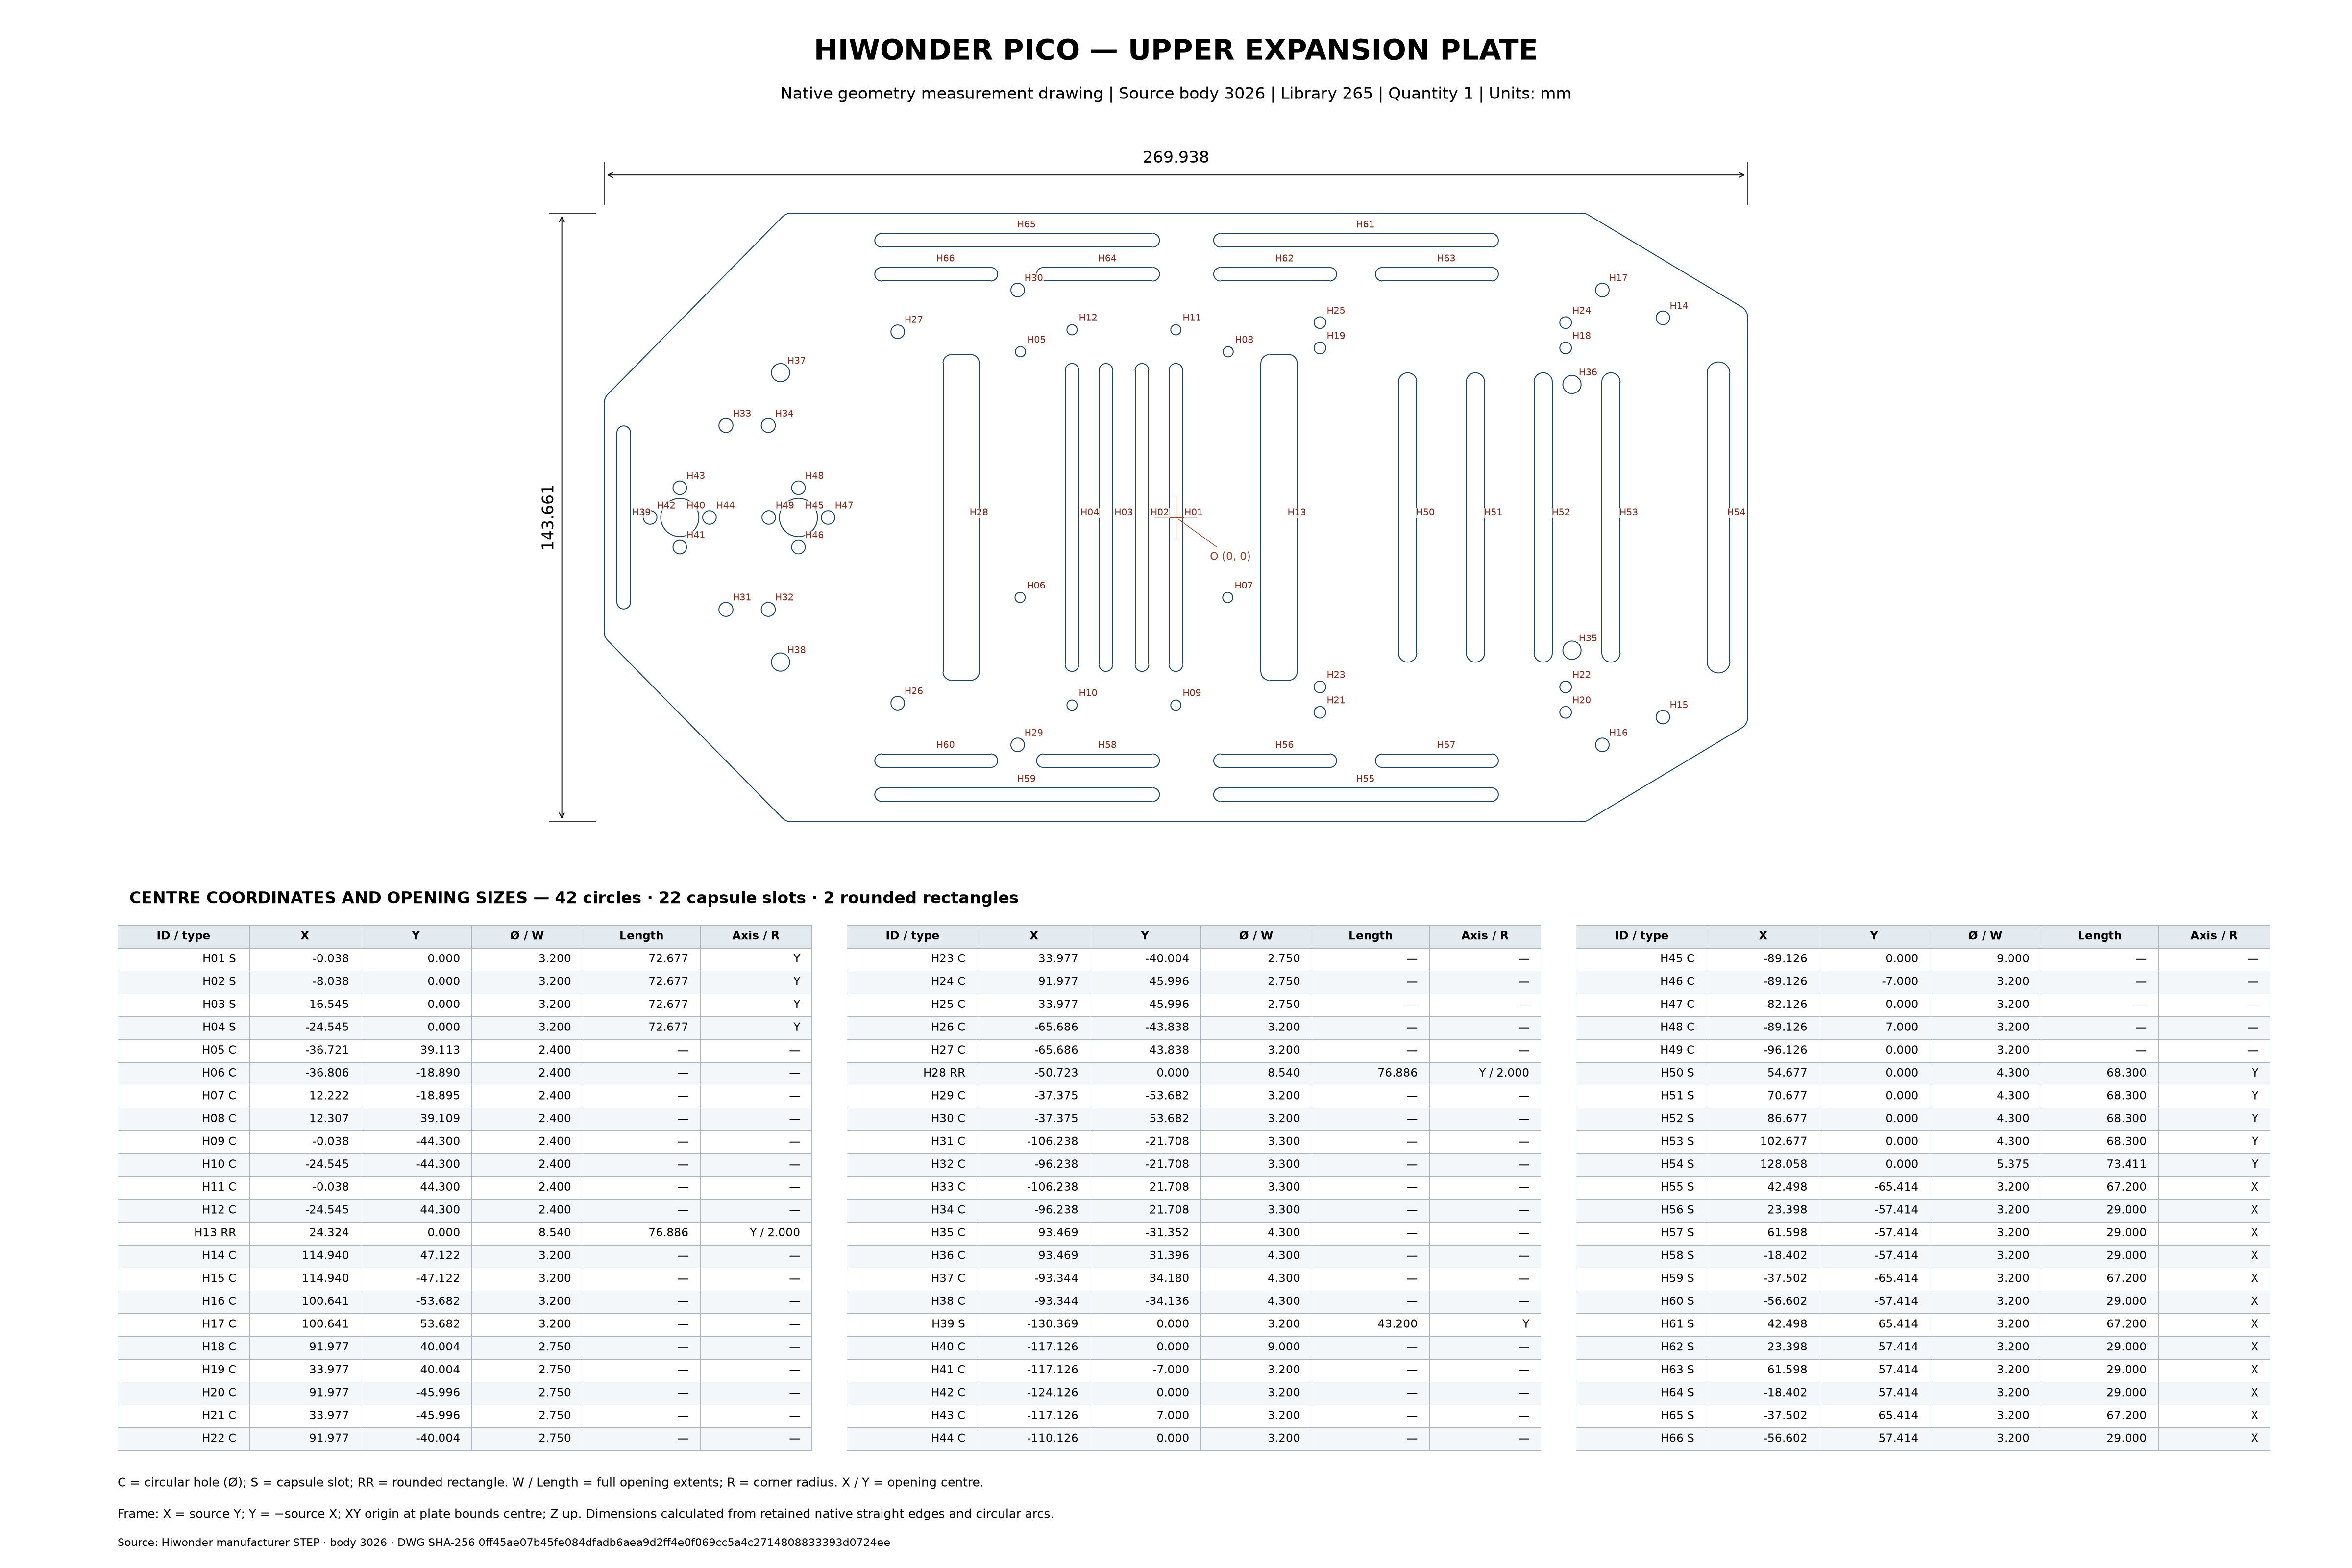 HIWONDER PICO — UPPER EXPANSION PLATE
Native geometry measurement drawing | Source body 3026 | Library 265 | Quantity 1 | Units: mm
269.938
143.661
H65 H61
H66 H64 H62 H63
H30 H17
H14
H27 H12 H11 H25 H24
H05 H08 H19 H18
H37 H36
H33 H34
H43 H48
H39 H42 H40 H44 H49 H45 H47 H28 H04 H03 H02 H01 H13 H50 H51 H52 H53 H54
H41 H46
O (0, 0)
H06 H07
H31 H32
H38 H35
H23 H22
H26 H10 H09 H21 H20 H15
H29 H16
H60 H58 H56 H57
H59 H55
CENTRE COORDINATES AND OPENING SIZES — 42 circles · 22 capsule slots · 2 rounded rectangles
ID / type X Y Ø / W Length Axis / R ID / type X Y Ø / W Length Axis / R ID / type X Y Ø / W Length Axis / R
H01 S -0.038 0.000 3.200 72.677 Y H23 C 33.977 -40.004 2.750 — — H45 C -89.126 0.000 9.000 — —
H02 S -8.038 0.000 3.200 72.677 Y H24 C 91.977 45.996 2.750 — — H46 C -89.126 -7.000 3.200 — —
H03 S -16.545 0.000 3.200 72.677 Y H25 C 33.977 45.996 2.750 — — H47 C -82.126 0.000 3.200 — —
H04 S -24.545 0.000 3.200 72.677 Y H26 C -65.686 -43.838 3.200 — — H48 C -89.126 7.000 3.200 — —
H05 C -36.721 39.113 2.400 — — H27 C -65.686 43.838 3.200 — — H49 C -96.126 0.000 3.200 — —
H06 C -36.806 -18.890 2.400 — — H28 RR -50.723 0.000 8.540 76.886 Y / 2.000 H50 S 54.677 0.000 4.300 68.300 Y
H07 C 12.222 -18.895 2.400 — — H29 C -37.375 -53.682 3.200 — — H51 S 70.677 0.000 4.300 68.300 Y
H08 C 12.307 39.109 2.400 — — H30 C -37.375 53.682 3.200 — — H52 S 86.677 0.000 4.300 68.300 Y
H09 C -0.038 -44.300 2.400 — — H31 C -106.238 -21.708 3.300 — — H53 S 102.677 0.000 4.300 68.300 Y
H10 C -24.545 -44.300 2.400 — — H32 C -96.238 -21.708 3.300 — — H54 S 128.058 0.000 5.375 73.411 Y
H11 C -0.038 44.300 2.400 — — H33 C -106.238 21.708 3.300 — — H55 S 42.498 -65.414 3.200 67.200 X
H12 C -24.545 44.300 2.400 — — H34 C -96.238 21.708 3.300 — — H56 S 23.398 -57.414 3.200 29.000 X
H13 RR 24.324 0.000 8.540 76.886 Y / 2.000 H35 C 93.469 -31.352 4.300 — — H57 S 61.598 -57.414 3.200 29.000 X
H14 C 114.940 47.122 3.200 — — H36 C 93.469 31.396 4.300 — — H58 S -18.402 -57.414 3.200 29.000 X
H15 C 114.940 -47.122 3.200 — — H37 C -93.344 34.180 4.300 — — H59 S -37.502 -65.414 3.200 67.200 X
H16 C 100.641 -53.682 3.200 — — H38 C -93.344 -34.136 4.300 — — H60 S -56.602 -57.414 3.200 29.000 X
H17 C 100.641 53.682 3.200 — — H39 S -130.369 0.000 3.200 43.200 Y H61 S 42.498 65.414 3.200 67.200 X
H18 C 91.977 40.004 2.750 — — H40 C -117.126 0.000 9.000 — — H62 S 23.398 57.414 3.200 29.000 X
H19 C 33.977 40.004 2.750 — — H41 C -117.126 -7.000 3.200 — — H63 S 61.598 57.414 3.200 29.000 X
H20 C 91.977 -45.996 2.750 — — H42 C -124.126 0.000 3.200 — — H64 S -18.402 57.414 3.200 29.000 X
H21 C 33.977 -45.996 2.750 — — H43 C -117.126 7.000 3.200 — — H65 S -37.502 65.414 3.200 67.200 X
H22 C 91.977 -40.004 2.750 — — H44 C -110.126 0.000 3.200 — — H66 S -56.602 57.414 3.200 29.000 X
C = circular hole (Ø); S = capsule slot; RR = rounded rectangle. W / Length = full opening extents; R = corner radius. X / Y = opening centre.
Frame: X = source Y; Y = −source X; XY origin at plate bounds centre; Z up. Dimensions calculated from retained native straight edges and circular arcs.
Source: Hiwonder manufacturer STEP · body 3026 · DWG SHA-256 0ff45ae07b45fe084dfadb6aea9d2ff4e0f069cc5a4c2714808833393d0724ee